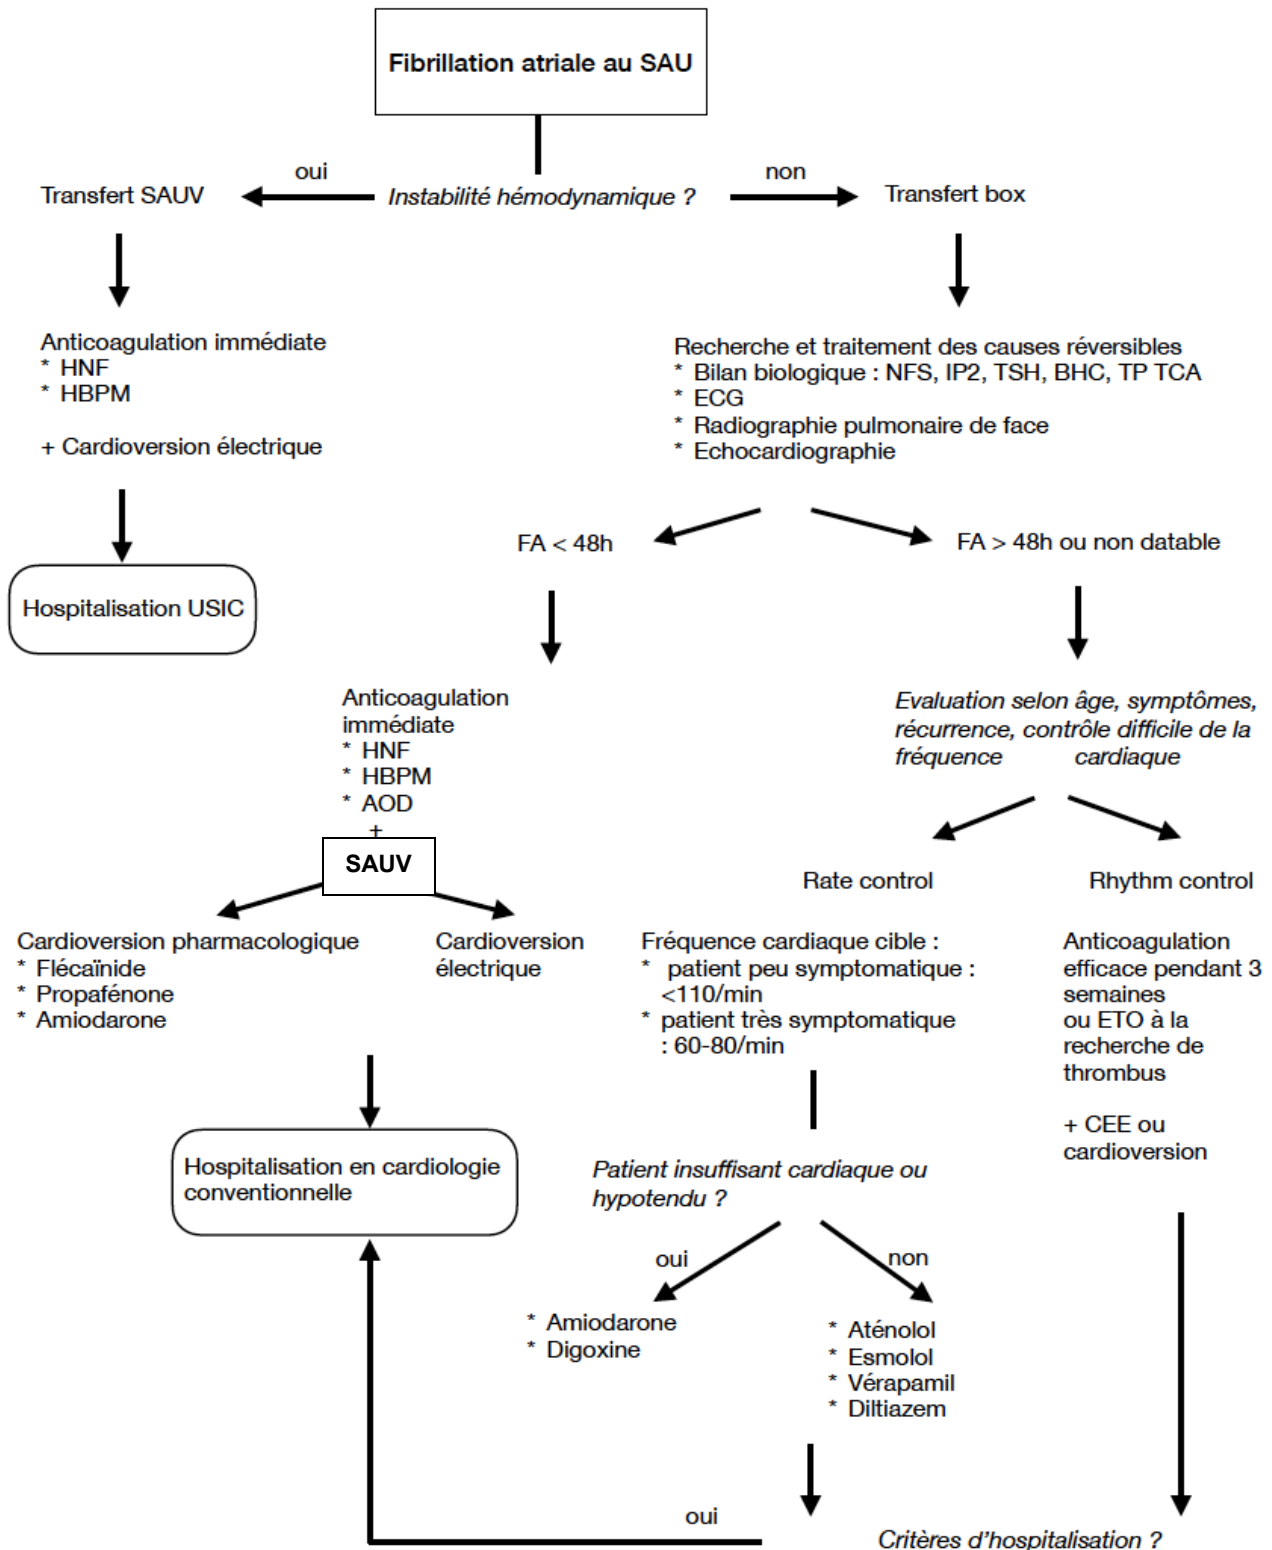 Fibrillation atriale au SAU
oui
non
Transfert SAUV
Instabilité hémodynamique ?
Transfert box
Anticoagulation immédiate
* HNF
* HBPM
+ Cardioversion électrique
Hospitalisation USIC
Recherche et traitement des causes réversibles
* Bilan biologique : NFS, IP2, TSH, BHC, TP TCA
* ECG
* Radiographie pulmonaire de face
* Echocardiographie
FA < 48h
FA > 48h ou non datable
Anticoagulation
immédiate
* HNF
* HBPM
* AOD
+
SAUV
Cardioversion pharmacologique
* Flécaïnide
* Propafénone
* Amiodarone
Cardioversion
électrique
Hospitalisation en cardiologie
conventionnelle
Evaluation selon âge, symptômes,
récurrence, contrôle difficile de la
fréquence cardiaque
Rate control
Rhythm control
Fréquence cardiaque cible :
* patient peu symptomatique :
<110/min
* patient très symptomatique
: 60-80/min
Anticoagulation
efficace pendant 3
semaines
ou ETO à la
recherche de
thrombus
+ CEE ou
cardioversion
Patient insuffisant cardiaque ou
hypotendu ?
oui
non
* Amiodarone
* Digoxine
* Aténolol
* Esmolol
* Vérapamil
* Diltiazem
oui
Critères d'hospitalisation ?